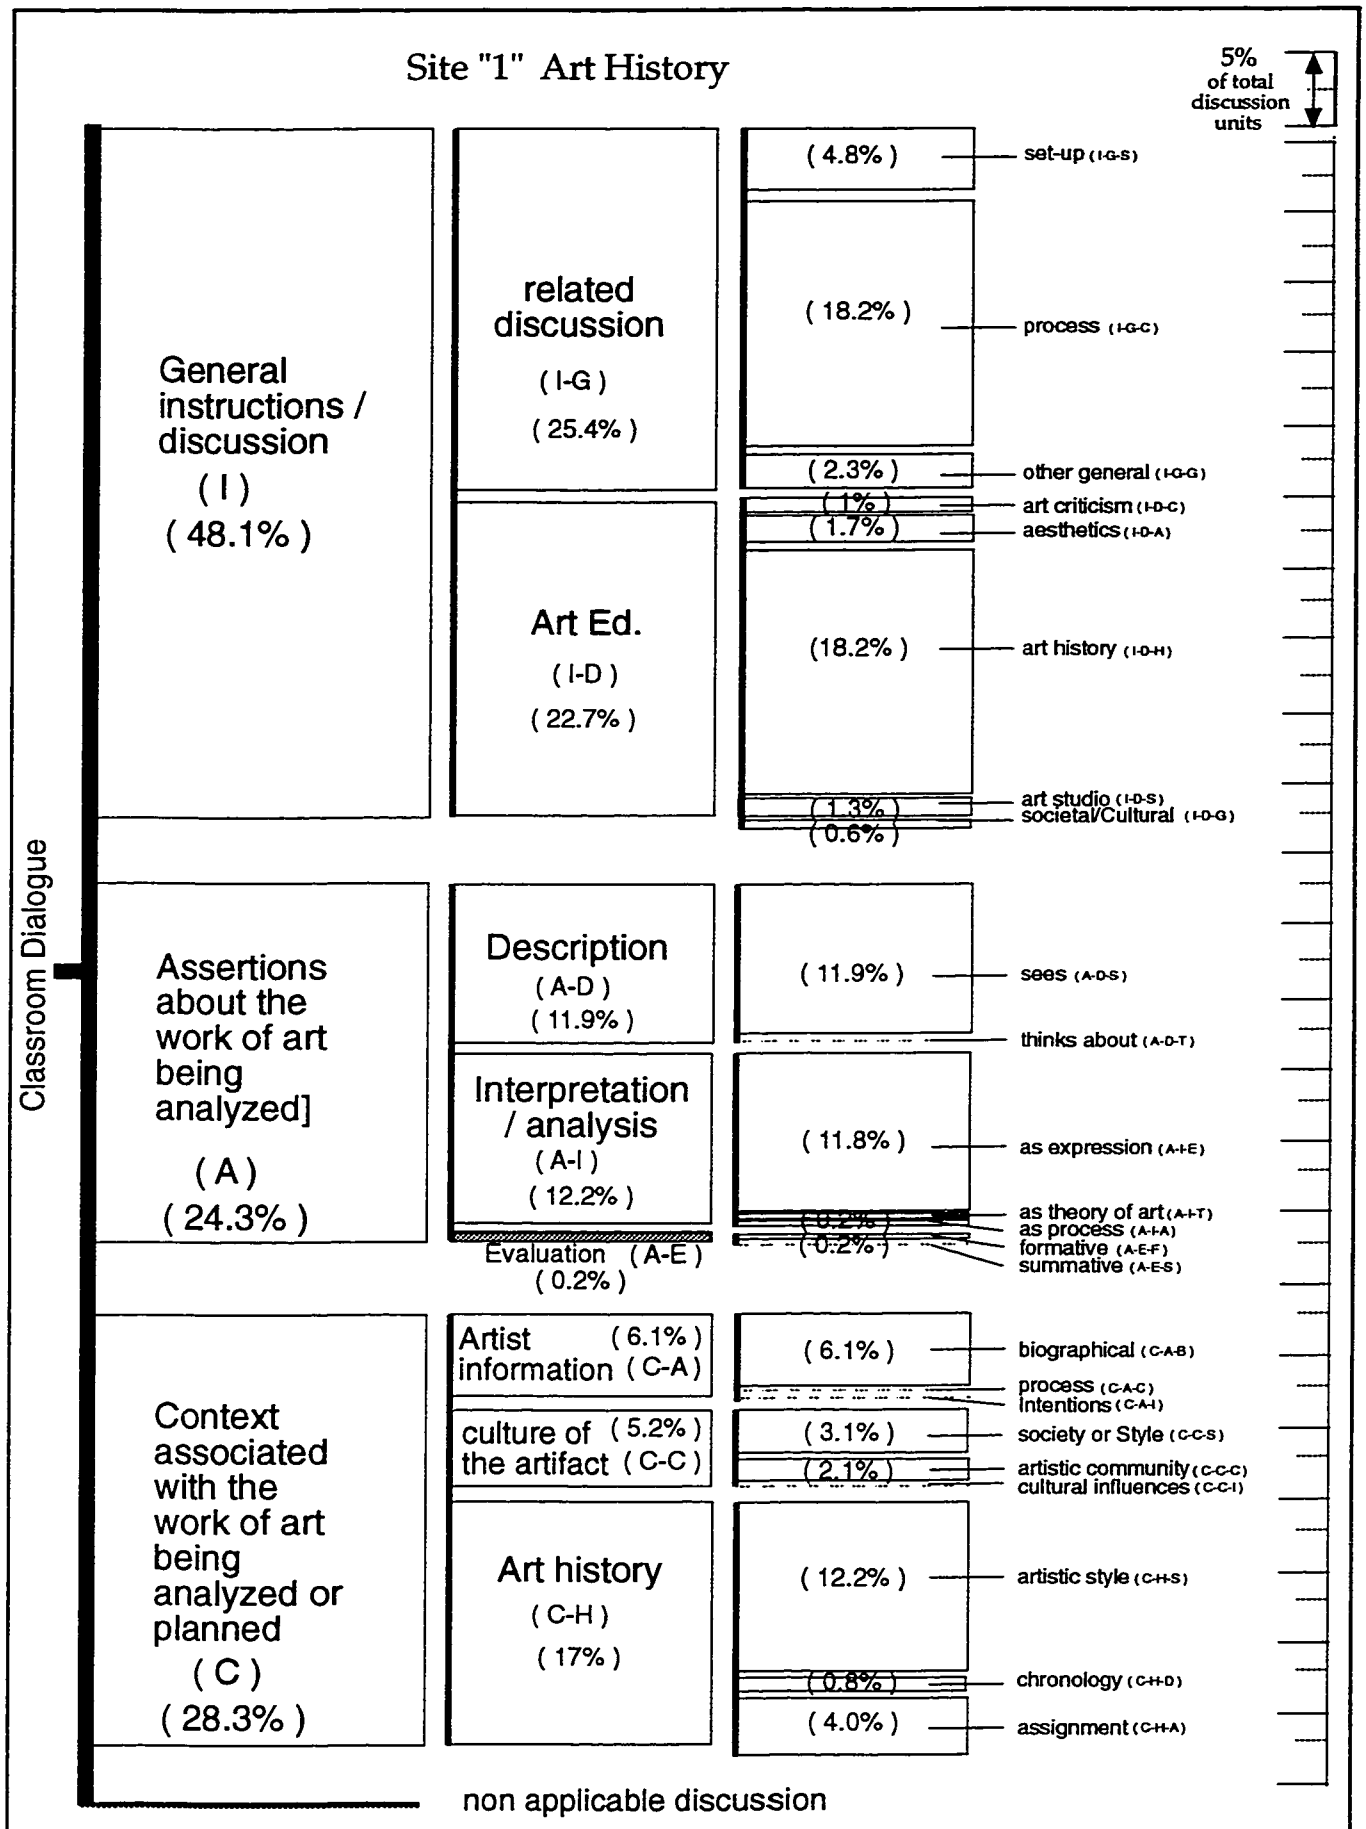 Site "1" Art History
5%
of total
discussion
units
Classroom Dialogue
General
instructions /
discussion
( I )
( 48.1% )
related
discussion
( I-G )
( 25.4% )
( 4.8% )
set-up (I-G-S)
( 18.2% )
process (I-G-C)
( 2.3% )
other general (I-G-G)
Art Ed.
( I-D )
( 22.7% )
( 1% )
art criticism (I-D-C)
( 1.7% )
aesthetics (I-D-A)
(18.2% )
art history (I-D-H)
( 1.3% )
art studio (I-D-S)
( 0.6% )
societal/Cultural (I-D-G)
Assertions
about the
work of art
being
analyzed]
( A )
( 24.3% )
Description
( A-D )
( 11.9% )
( 11.9% )
sees (A-D-S)
thinks about (A-D-T)
Interpretation
/ analysis
( A-I )
( 12.2% )
( 11.8% )
as expression (A-I-E)
as theory of art (A-I-T)
( 0.2% )
as process (A-I-A)
Evaluation ( A-E )
( 0.2% )
( 0.2% )
formative (A-E-F)
summative (A-E-S)
Context
associated
with the
work of art
being
analyzed or
planned
( C )
( 28.3% )
Artist ( 6.1% )
information ( C-A )
( 6.1% )
biographical (C-A-B)
process (C-A-C)
Intentions (C-A-I)
culture of ( 5.2% )
the artifact ( C-C )
( 3.1% )
society or Style (C-C-S)
( 2.1% )
artistic community (C-C-C)
cultural influences (C-C-I)
Art history
( C-H )
( 17% )
( 12.2% )
artistic style (C-H-S)
( 0.8% )
chronology (C-H-D)
( 4.0% )
assignment (C-H-A)
non applicable discussion